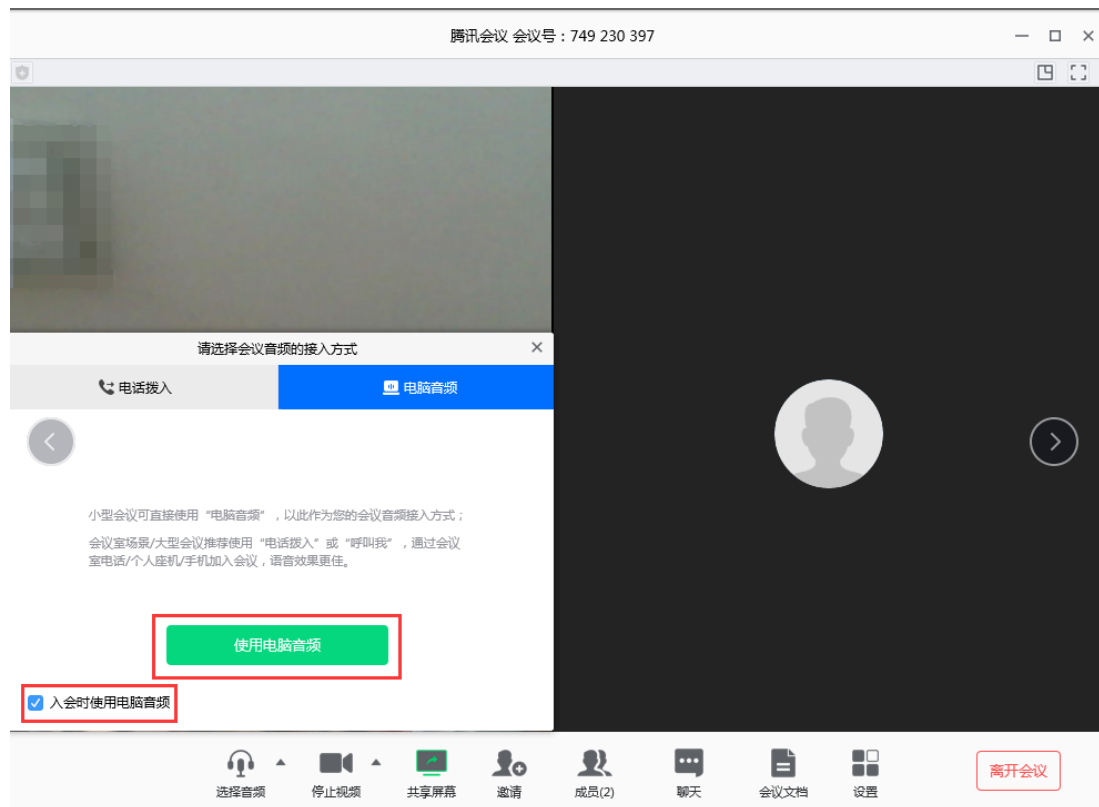 腾讯会议 会议号：749 230 397
请选择会议音频的接入方式
电话拨入
电脑音频
小型会议可直接使用“电脑音频”，以此作为您的会议音频接入方式；
会议室场景/大型会议推荐使用“电话拨入”或“呼叫我”，通过会议
室电话/个人座机/手机加入会议，语音效果更佳。
使用电脑音频
入会时使用电脑音频
选择音频
停止视频
共享屏幕
邀请
成员(2)
聊天
会议文档
设置
离开会议